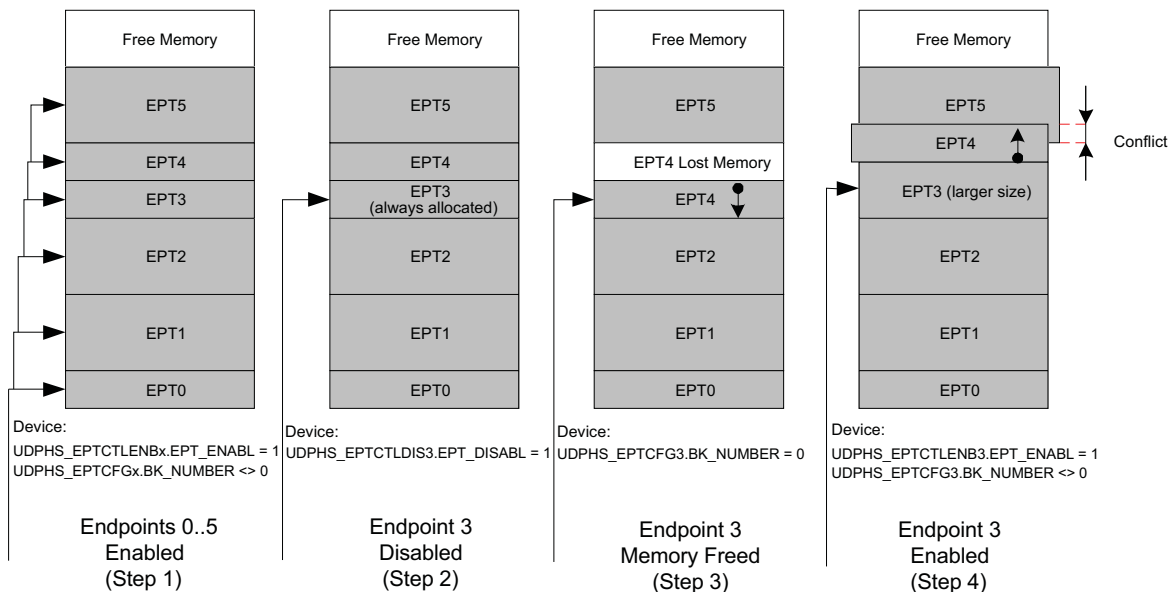 Free Memory
EPT5
EPT4
EPT3
EPT2
EPT1
EPT0
Device:
UDPHS_EPTCTLENBx.EPT_ENABL = 1
UDPHS_EPTCFGx.BK_NUMBER <> 0
Endpoints 0..5
Enabled
(Step 1)
Free Memory
EPT5
EPT4
EPT3
(always allocated)
EPT2
EPT1
EPT0
Device:
UDPHS_EPTCTLDIS3.EPT_DISABL = 1
Endpoint 3
Disabled
(Step 2)
Free Memory
EPT5
EPT4 Lost Memory
EPT4
EPT2
EPT1
EPT0
Device:
UDPHS_EPTCFG3.BK_NUMBER = 0
Endpoint 3
Memory Freed
(Step 3)
Free Memory
EPT5
EPT4
Conflict
EPT3 (larger size)
EPT2
EPT1
EPT0
Device:
UDPHS_EPTCTLENB3.EPT_ENABL = 1
UDPHS_EPTCFG3.BK_NUMBER <> 0
Endpoint 3
Enabled
(Step 4)